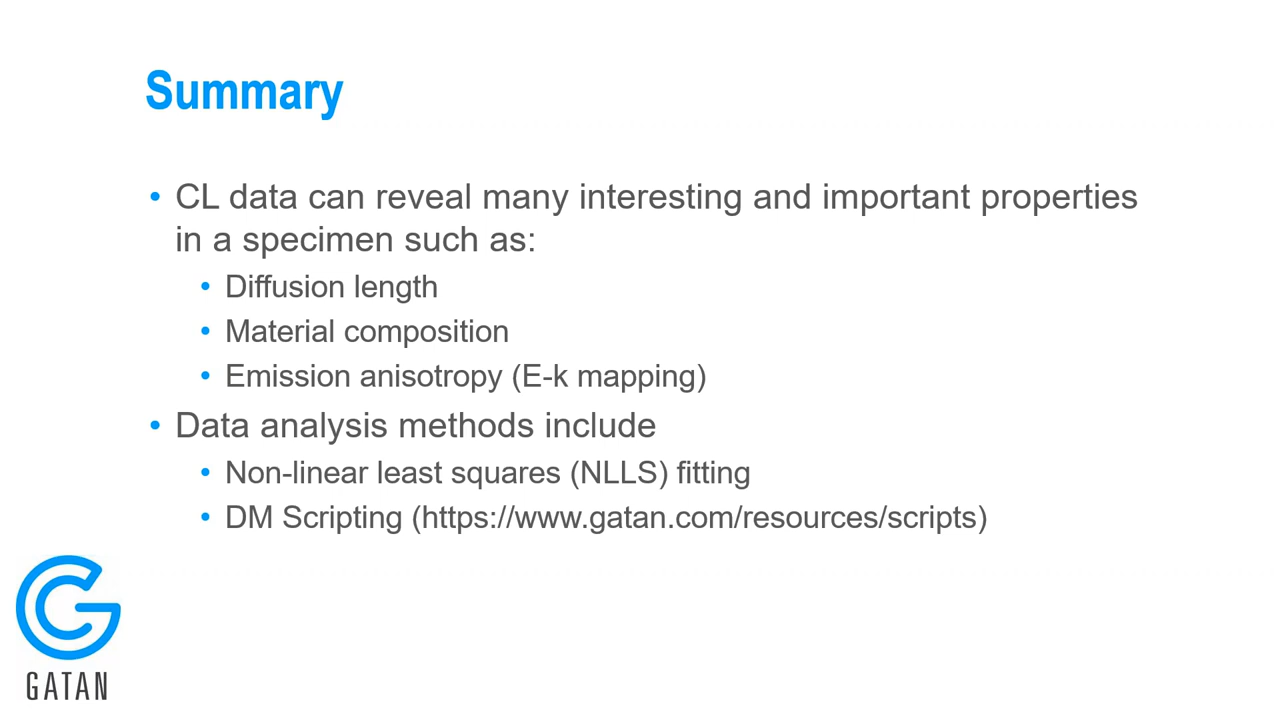 Summary
• CL data can reveal many interesting and important properties
in a specimen such as:
• Diffusion length
• Material composition
• Emission anisotropy (E-k mapping)
• Data analysis methods include
• Non-linear least squares (NLLS) fitting
• DM Scripting (https://www.gatan.com/resources/scripts)
GATAN